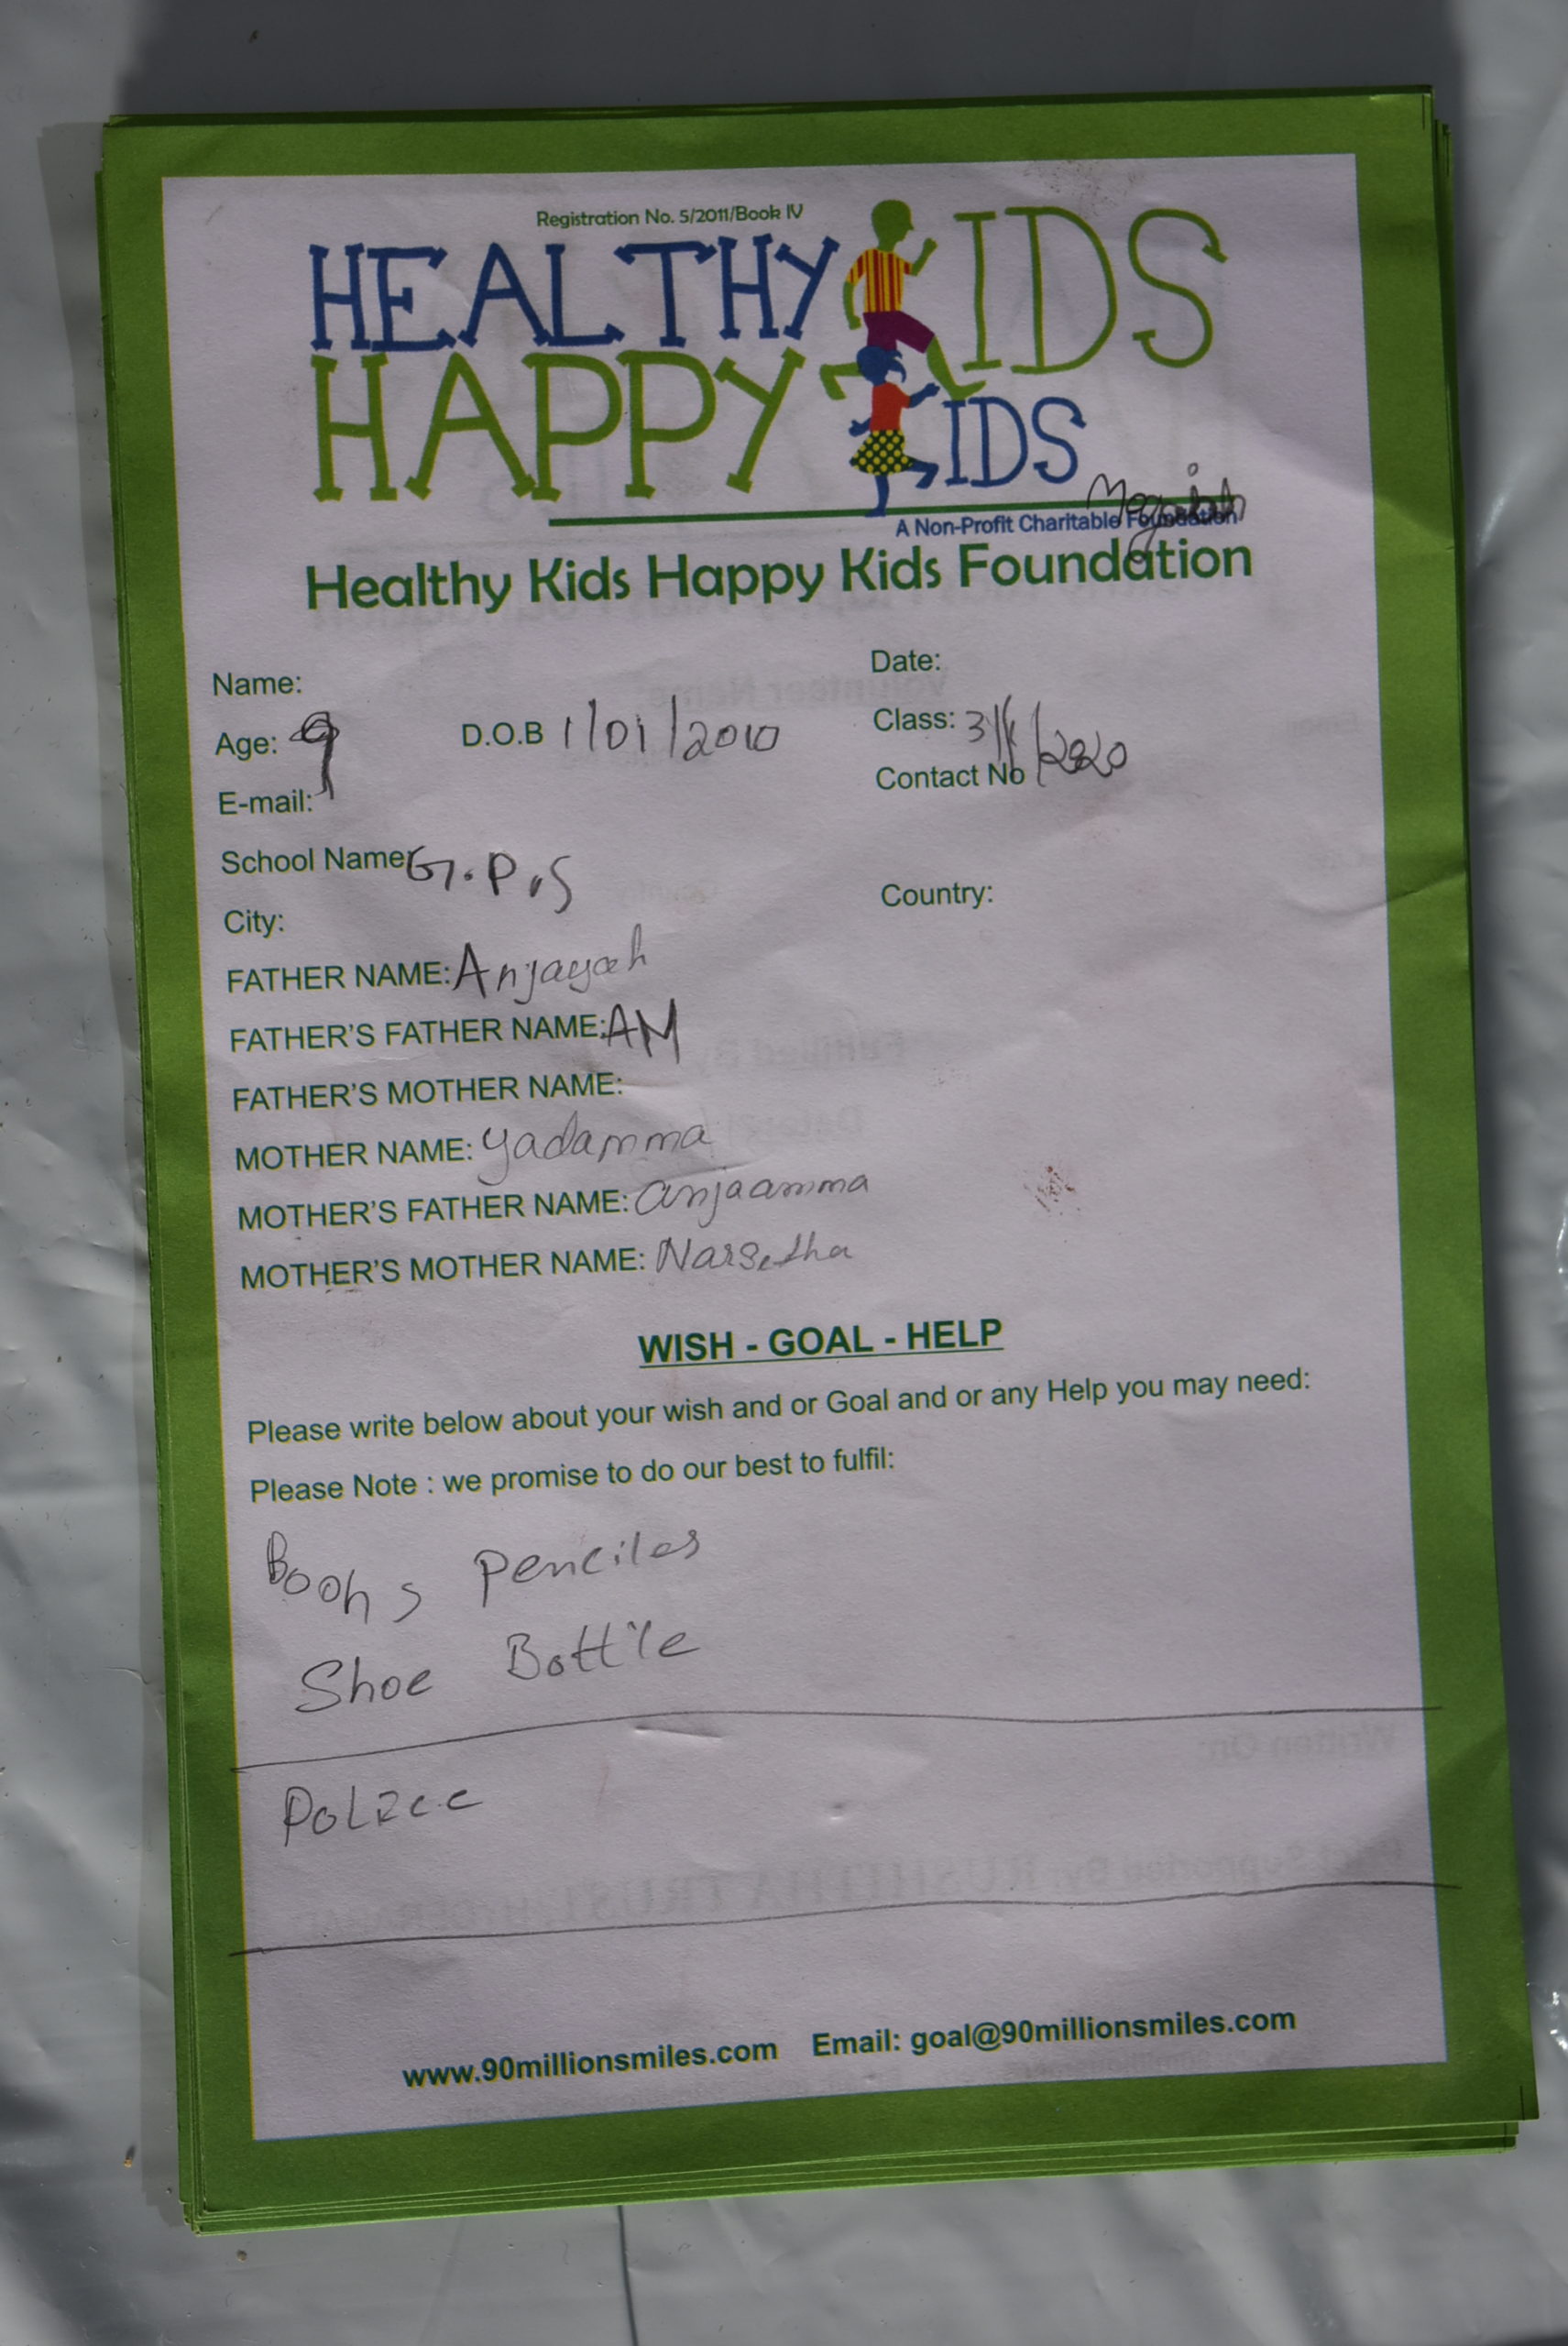 Registration No. 5/2011/Book IV
HEALTHY KIDS
HAPPY KIDS
A Non-Profit Charitable Foundation
Healthy Kids Happy Kids Foundation
Name:
Date:
Age: 9 D.O.B 1/01/2010 Class: 3
E-mail: Contact No /2020
School Name: G.P.S
City: Country:
FATHER NAME: Anjayah
FATHER'S FATHER NAME: AM
FATHER'S MOTHER NAME:
MOTHER NAME: yadamma
MOTHER'S FATHER NAME: anjaamma
MOTHER'S MOTHER NAME:
WISH - GOAL - HELP
Please write below about your wish and or Goal and or any Help you may need:
Please Note : we promise to do our best to fulfil:
Boohs penciles
Shoe Bottle
Police
www.90millionsmiles.com Email: goal@90millionsmiles.com